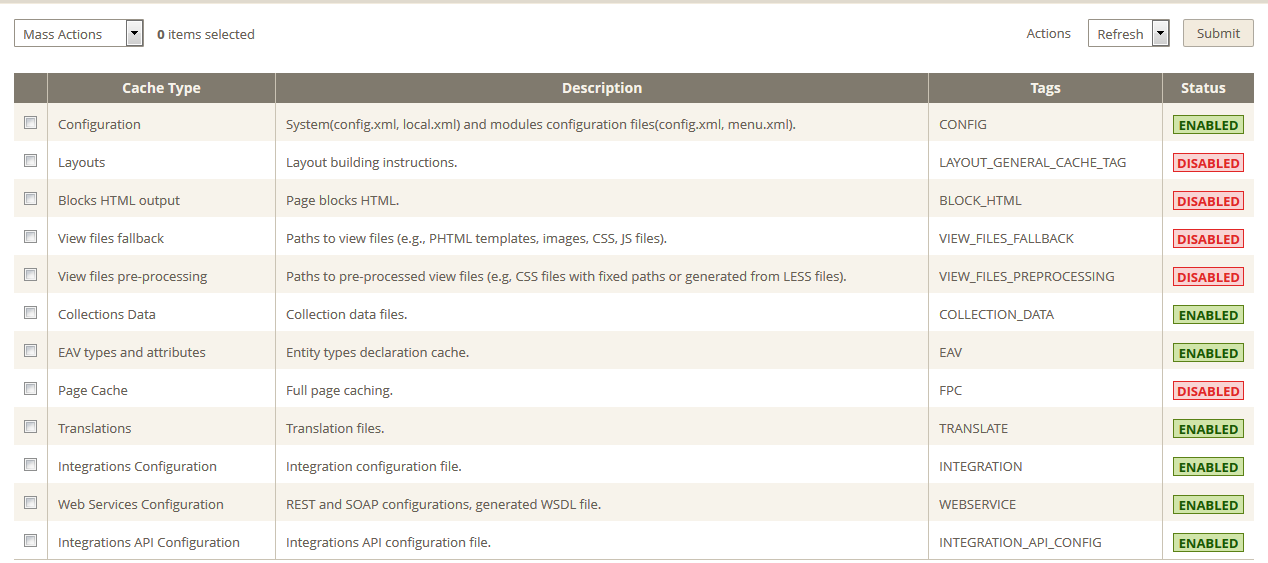 Mass Actions 0 items selected Actions Refresh Submit
Cache Type Description Tags Status
Configuration System(config.xml, local.xml) and modules configuration files(config.xml, menu.xml). CONFIG ENABLED
Layouts Layout building instructions. LAYOUT_GENERAL_CACHE_TAG DISABLED
Blocks HTML output Page blocks HTML. BLOCK_HTML DISABLED
View files fallback Paths to view files (e.g., PHTML templates, images, CSS, JS files). VIEW_FILES_FALLBACK DISABLED
View files pre-processing Paths to pre-processed view files (e.g, CSS files with fixed paths or generated from LESS files). VIEW_FILES_PREPROCESSING DISABLED
Collections Data Collection data files. COLLECTION_DATA ENABLED
EAV types and attributes Entity types declaration cache. EAV ENABLED
Page Cache Full page caching. FPC DISABLED
Translations Translation files. TRANSLATE ENABLED
Integrations Configuration Integration configuration file. INTEGRATION ENABLED
Web Services Configuration REST and SOAP configurations, generated WSDL file. WEBSERVICE ENABLED
Integrations API Configuration Integrations API configuration file. INTEGRATION_API_CONFIG ENABLED